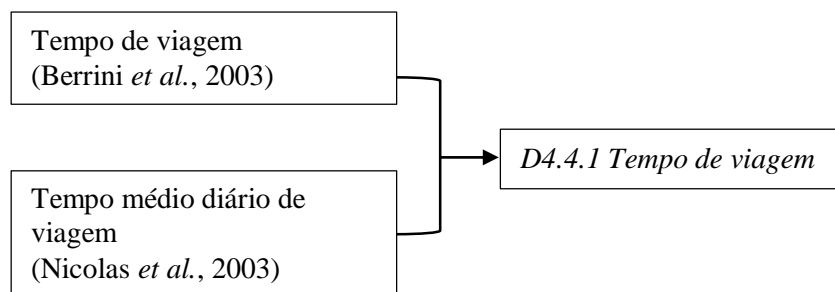 Tempo de viagem
(Berrini et al., 2003)
D4.4.1 Tempo de viagem
Tempo médio diário de
viagem
(Nicolas et al., 2003)